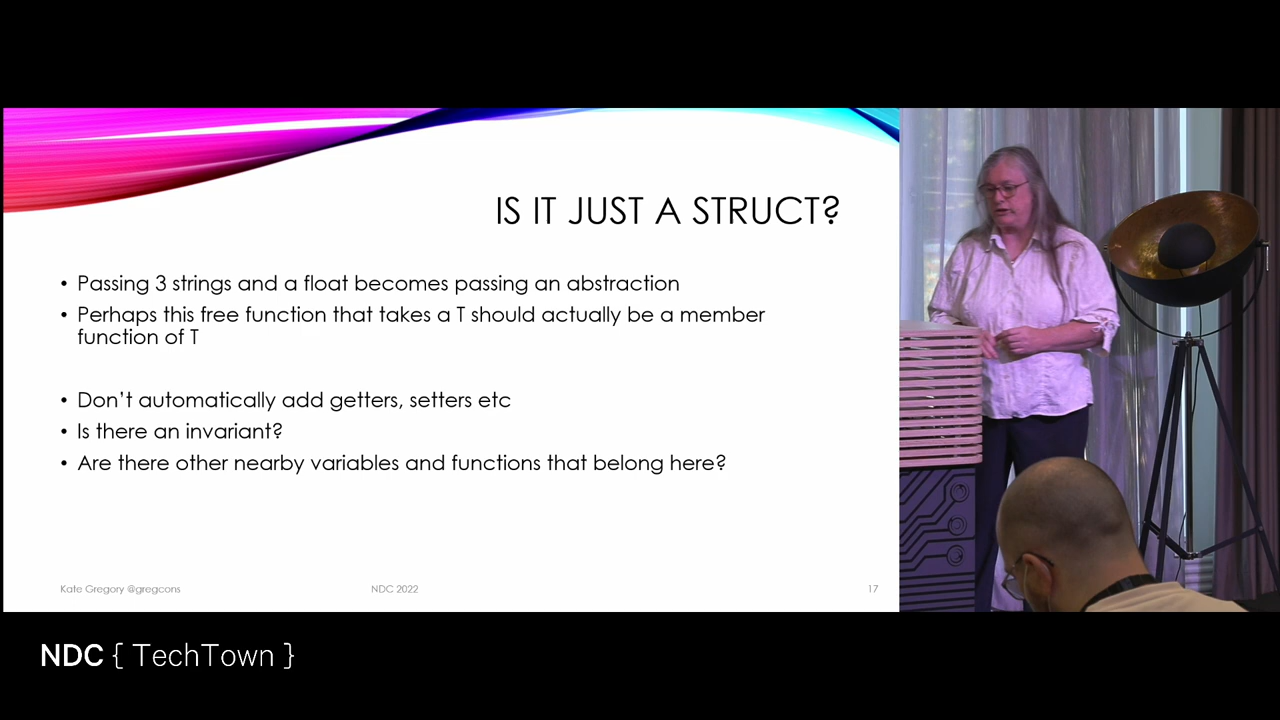 IS IT JUST A STRUCT?
• Passing 3 strings and a float becomes passing an abstraction
• Perhaps this free function that takes a T should actually be a member
function of T
• Don’t automatically add getters, setters etc
• Is there an invariant?
• Are there other nearby variables and functions that belong here?
Kate Gregory @gregcons
NDC 2022
17
NDC { TechTown }